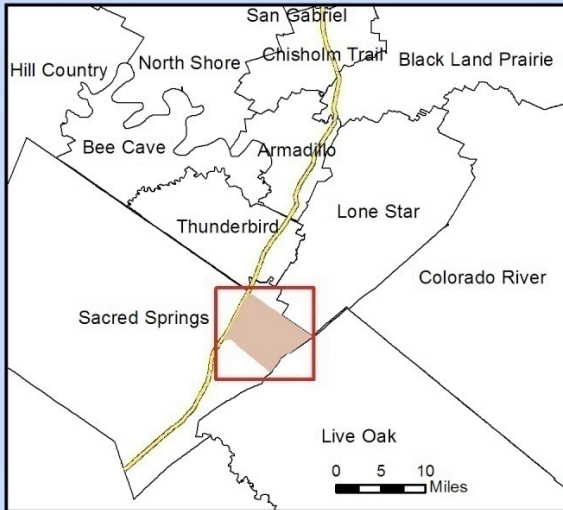 San Gabriel
Chisholm Trail
Black Land Prairie
North Shore
Hill Country
Bee Cave
Armadillo
Lone Star
Thunderbird
Colorado River
Sacred Springs
Live Oak
0 5 10
Miles